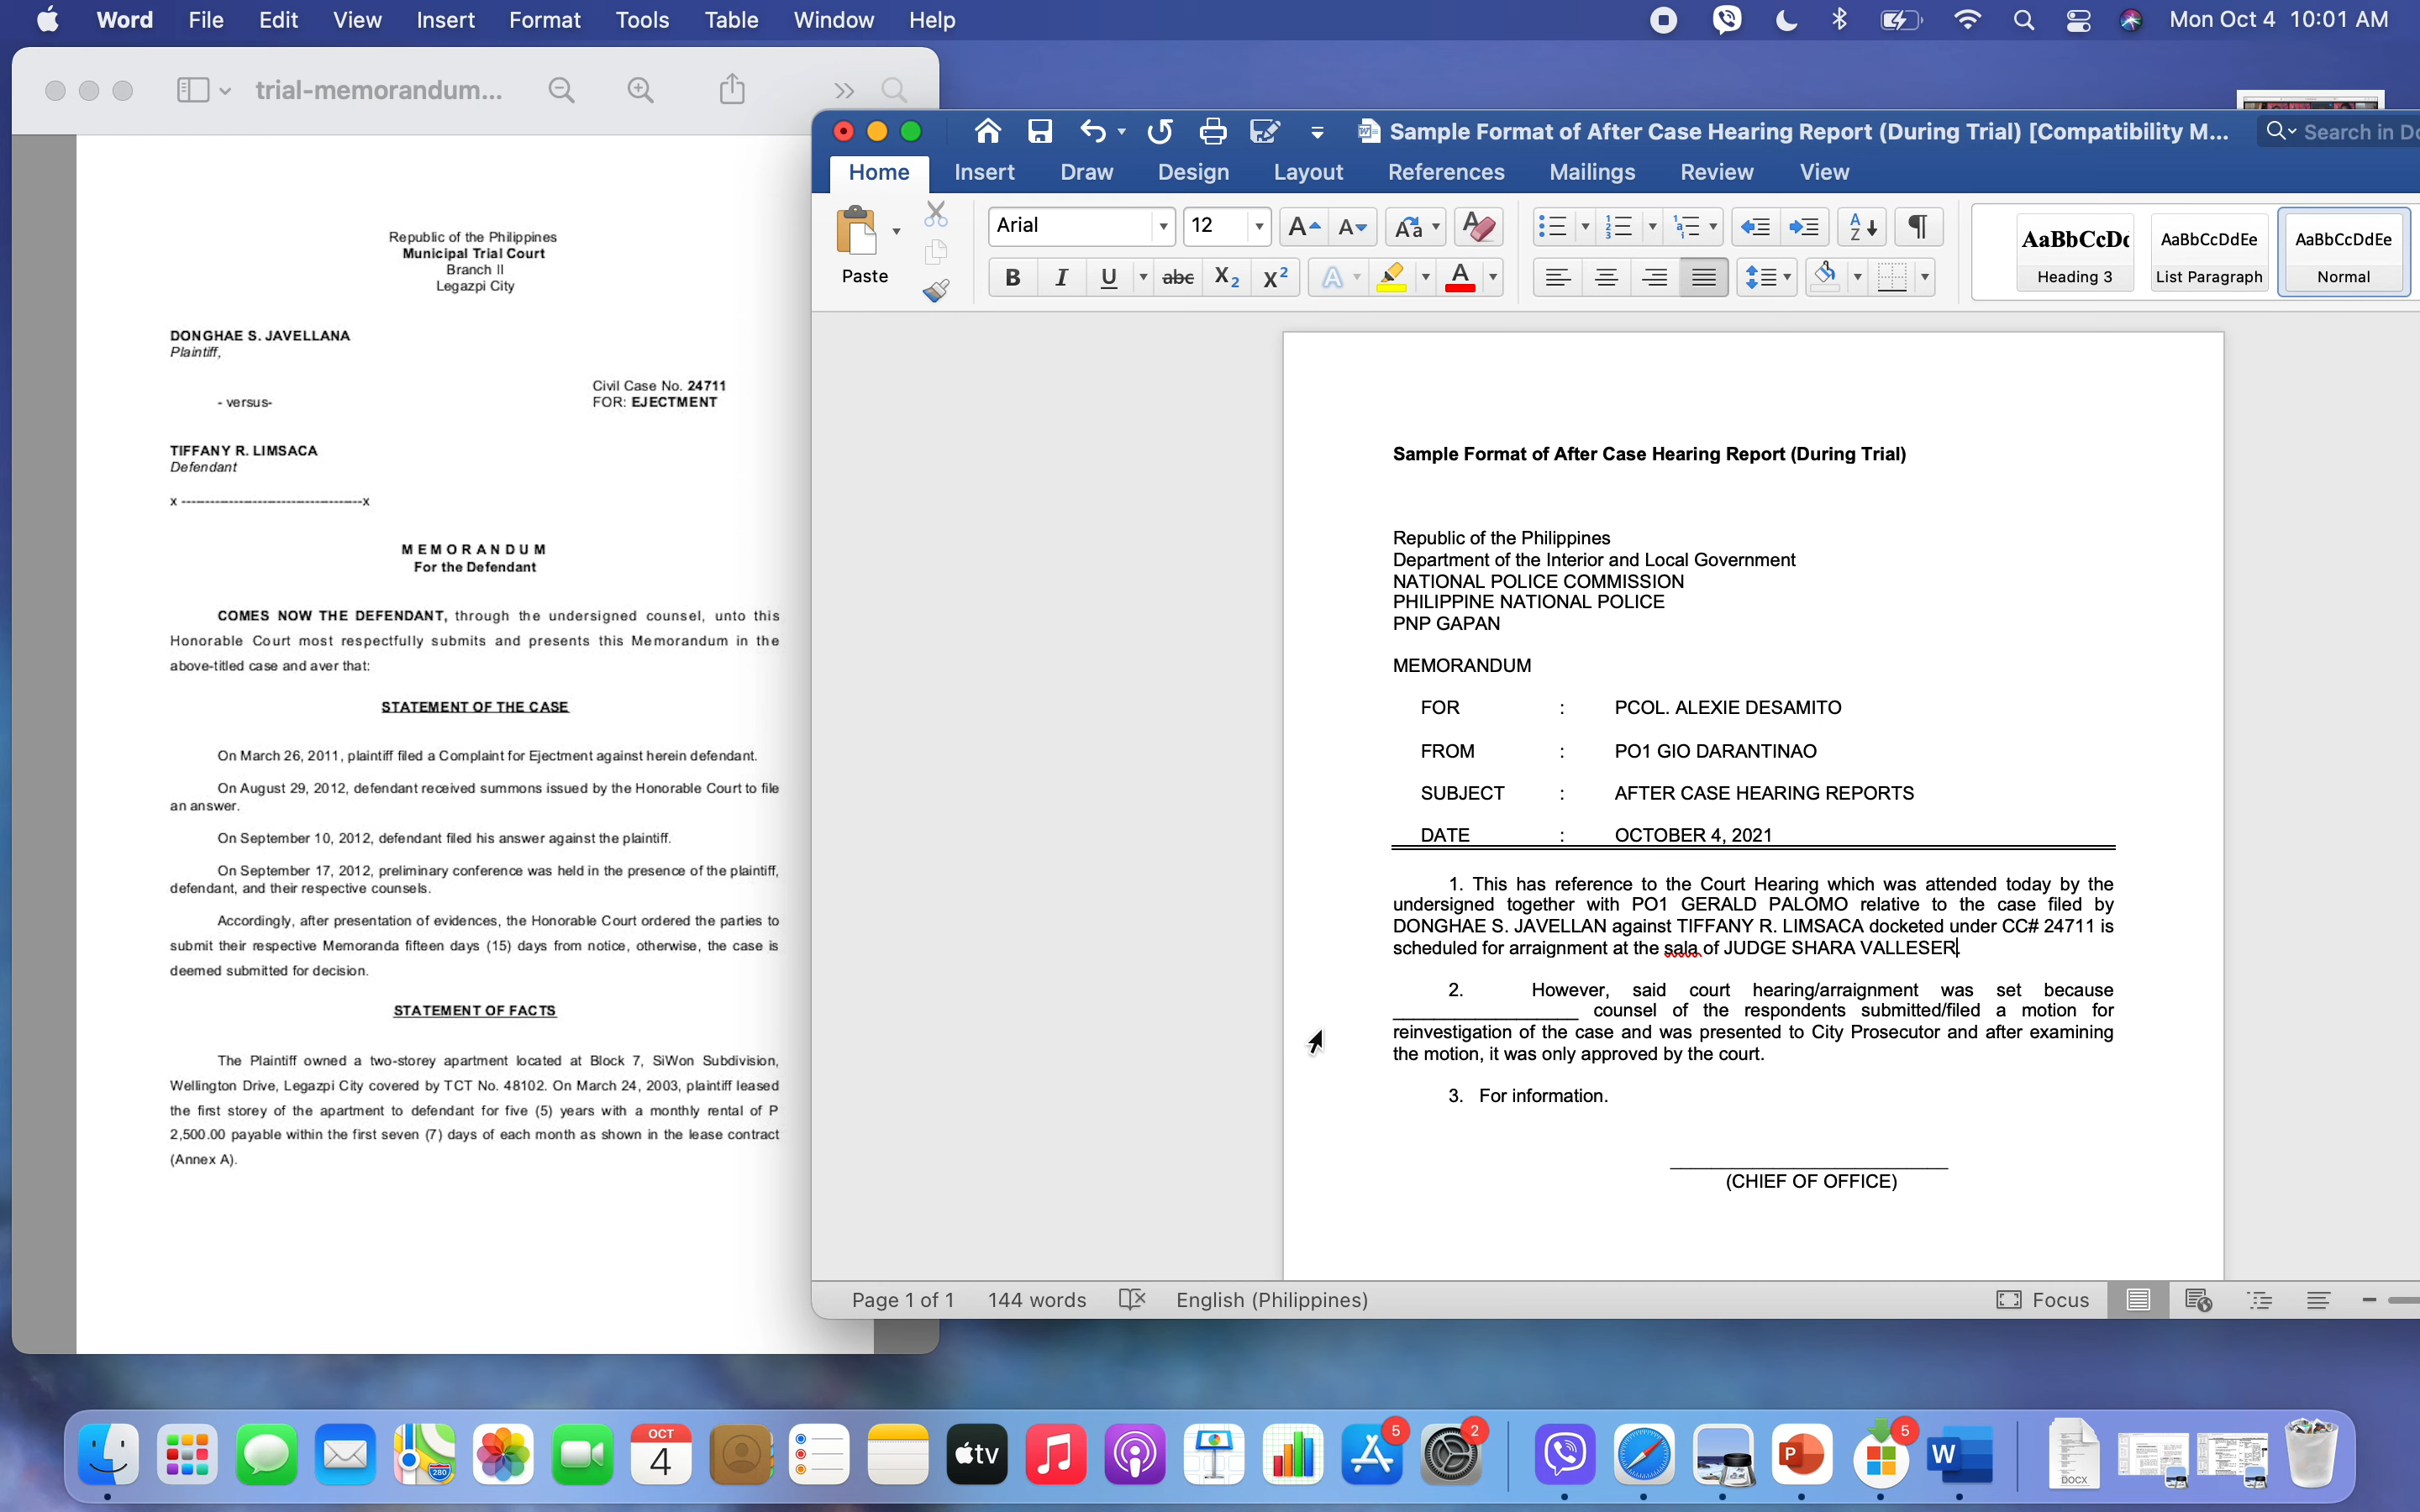 Word File Edit View Insert Format Tools Table Window Help
Mon Oct 4 10:01 AM
trial-memorandum...
Republic of the Philippines
Municipal Trial Court
Branch II
Legazpi City
DONGHAE S. JAVELLANA
Plaintiff,
Civil Case No. 24711
- versus-
FOR: EJECTMENT
TIFFANY R. LIMSACA
Defendant
x ---------------------------------------x
M E M O R A N D U M
For the Defendant
COMES NOW THE DEFENDANT, through the undersigned counsel, unto this
Honorable Court most respectfully submits and presents this Memorandum in the
above-titled case and aver that:
STATEMENT OF THE CASE
On March 26, 2011, plaintiff filed a Complaint for Ejectment against herein defendant.
On August 29, 2012, defendant received summons issued by the Honorable Court to file
an answer.
On September 10, 2012, defendant filed his answer against the plaintiff.
On September 17, 2012, preliminary conference was held in the presence of the plaintiff,
defendant, and their respective counsels.
Accordingly, after presentation of evidences, the Honorable Court ordered the parties to
submit their respective Memoranda fifteen days (15) days from notice, otherwise, the case is
deemed submitted for decision.
STATEMENT OF FACTS
The Plaintiff owned a two-storey apartment located at Block 7, SiWon Subdivision,
Wellington Drive, Legazpi City covered by TCT No. 48102. On March 24, 2003, plaintiff leased
the first storey of the apartment to defendant for five (5) years with a monthly rental of P
2,500.00 payable within the first seven (7) days of each month as shown in the lease contract
(Annex A).
Sample Format of After Case Hearing Report (During Trial) [Compatibility M...
Search in Do
Home Insert Draw Design Layout References Mailings Review View
Paste
Arial
12
AaBbCcDc
Heading 3
AaBbCcDdEe
List Paragraph
AaBbCcDdEe
Normal
Sample Format of After Case Hearing Report (During Trial)
Republic of the Philippines
Department of the Interior and Local Government
NATIONAL POLICE COMMISSION
PHILIPPINE NATIONAL POLICE
PNP GAPAN
MEMORANDUM
FOR : PCOL. ALEXIE DESAMITO
FROM : PO1 GIO DARANTINAO
SUBJECT : AFTER CASE HEARING REPORTS
DATE : OCTOBER 4, 2021
1. This has reference to the Court Hearing which was attended today by the
undersigned together with PO1 GERALD PALOMO relative to the case filed by
DONGHAE S. JAVELLAN against TIFFANY R. LIMSACA docketed under CC# 24711 is
scheduled for arraignment at the sala of JUDGE SHARA VALLESER
2. However, said court hearing/arraignment was set because
__________________ counsel of the respondents submitted/filed a motion for
reinvestigation of the case and was presented to City Prosecutor and after examining
the motion, it was only approved by the court.
3. For information.
(CHIEF OF OFFICE)
Page 1 of 1 144 words English (Philippines) Focus
OCT
4
280
tv
5
2
P
5
W
DOCX